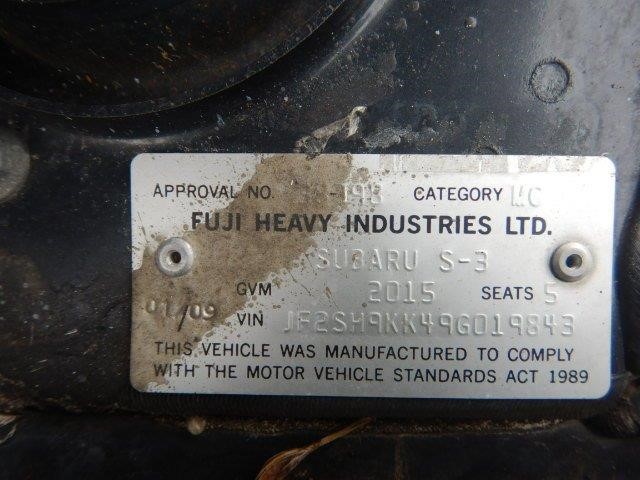 APPROVAL NO. CATEGORY MC
FUJI HEAVY INDUSTRIES LTD.
SUBARU S-3
GVM 2015 SEATS 5
01/09 VIN JF2SH9KK49G019843
THIS VEHICLE WAS MANUFACTURED TO COMPLY
WITH THE MOTOR VEHICLE STANDARDS ACT 1989